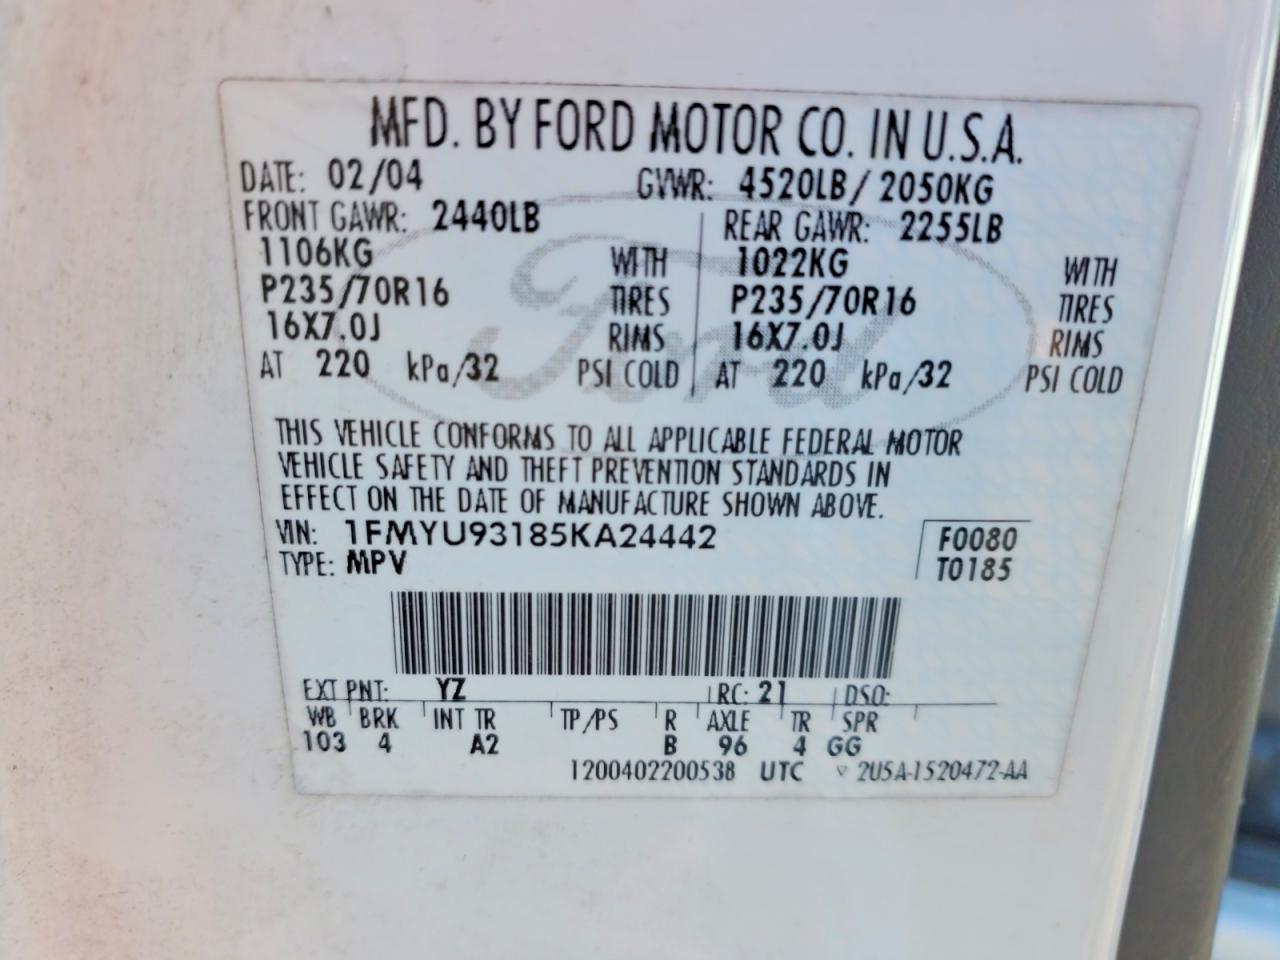 MFD. BY FORD MOTOR CO. IN U.S.A.
DATE: 02/04 GVWR: 4520LB/ 2050KG
FRONT GAWR: 2440LB REAR GAWR: 2255LB
1106KG WITH 1022KG WITH
P235/70R16 TIRES P235/70R16 TIRES
16X7.0J RIMS 16X7.0J RIMS
AT 220 kPa/32 PSI COLD AT 220 kPa/32 PSI COLD
Ford
THIS VEHICLE CONFORMS TO ALL APPLICABLE FEDERAL MOTOR
VEHICLE SAFETY AND THEFT PREVENTION STANDARDS IN
EFFECT ON THE DATE OF MANUFACTURE SHOWN ABOVE.
VIN: 1FMYU93185KA24442 F0080
TYPE: MPV T0185
EXT PNT: YZ RC: 21 DSO:
WB BRK INT TR TP/PS R AXLE TR SPR
103 4 A2 B 96 4 GG
1200402200538 UTC ▽ 2U5A-1520472-AA